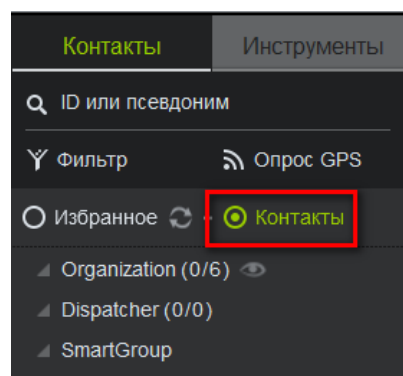 Контакты Инструменты
ID или псевдоним
Фильтр Опрос GPS
Избранное Контакты
Organization (0/6)
Dispatcher (0/0)
SmartGroup